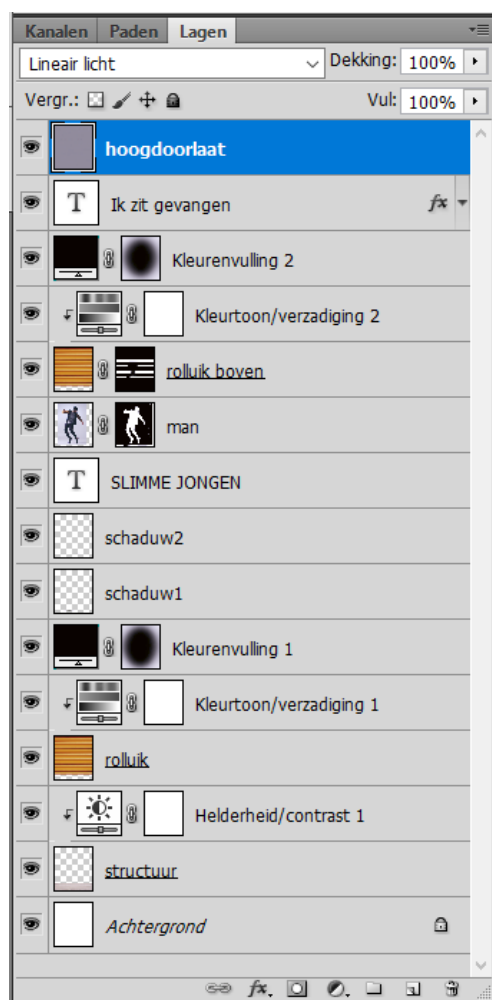 Kanalen Paden Lagen
Lineair licht Dekking: 100%
Vergr.: Vul: 100%
hoogdoorlaat
T Ik zit gevangen fx
Kleurenvulling 2
Kleurtoon/verzadiging 2
rolluik boven
man
T SLIMME JONGEN
schaduw2
schaduw1
Kleurenvulling 1
Kleurtoon/verzadiging 1
rolluik
Helderheid/contrast 1
structuur
Achtergrond
fx.